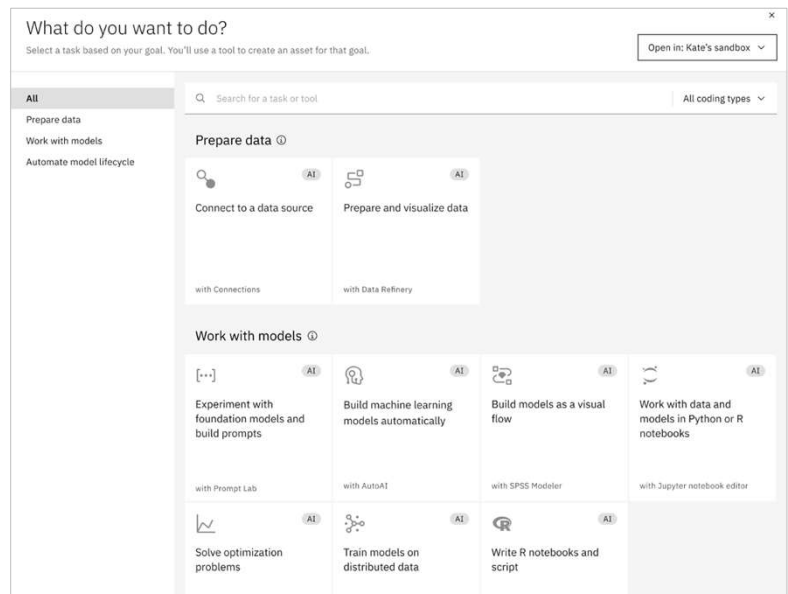 What do you want to do?
Select a task based on your goal. You'll use a tool to create an asset for that goal.
×
Open in: Kate's sandbox
All
Prepare data
Work with models
Automate model lifecycle
Search for a task or tool
All coding types
Prepare data
AI
Connect to a data source
with Connections
AI
Prepare and visualize data
with Data Refinery
Work with models
[...]
AI
Experiment with
foundation models and
build prompts
with Prompt Lab
AI
Build machine learning
models automatically
with AutoAI
AI
Build models as a visual
flow
with SPSS Modeler
AI
Work with data and
models in Python or R
notebooks
with Jupyter notebook editor
AI
Solve optimization
problems
AI
Train models on
distributed data
R
AI
Write R notebooks and
script